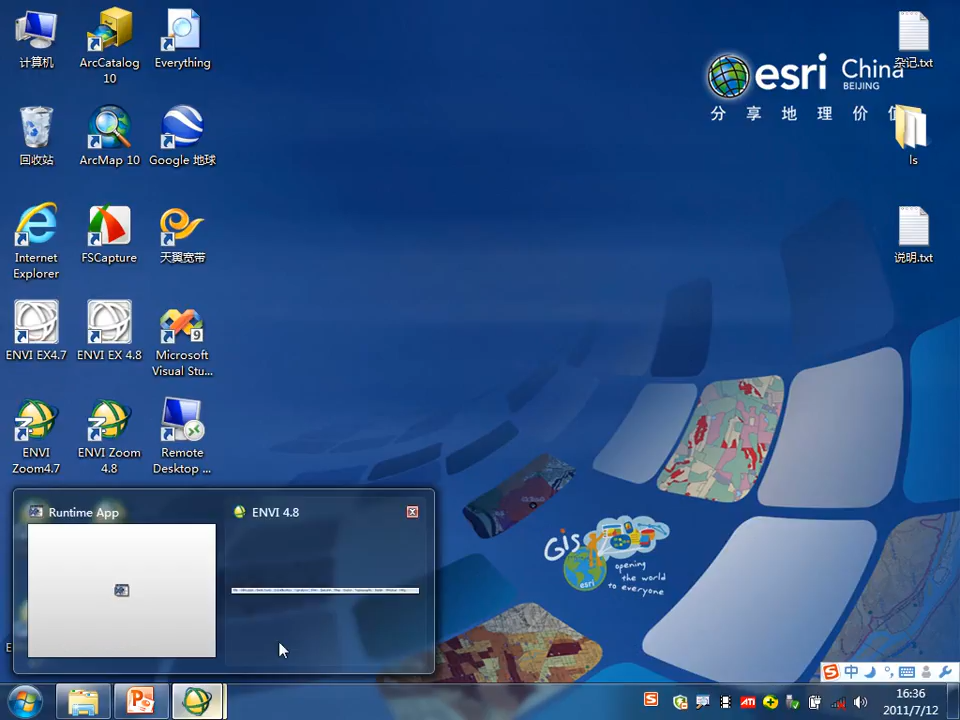 计算机
ArcCatalog
10
Everything
回收站
ArcMap 10
Google 地球
Internet
Explorer
FSCapture
天翼宽带
ENVI EX4.7
ENVI EX 4.8
Microsoft
Visual Stu...
9
ENVI
Zoom4.7
ENVI Zoom
4.8
Remote
Desktop ...
esri China
BEIJING
分享地理价
杂记.txt
ls
说明.txt
Runtime App
ENVI 4.8
Gis
esri
opening
the world
to everyone
E
中
ATI
16:36
2011/7/12